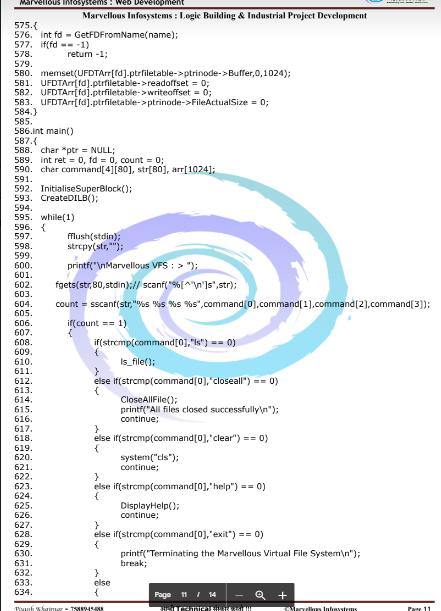 Marvellous Infosystems : Web Development
Marvellous Infosystems : Logic Building & Industrial Project Development
575.{
576. int fd = GetFDFromName(name);
577. if(fd == -1)
578. return -1;
579.
580. memset(UFDTArr[fd].ptrfiletable->ptrinode->Buffer,0,1024);
581. UFDTArr[fd].ptrfiletable->readoffset = 0;
582. UFDTArr[fd].ptrfiletable->writeoffset = 0;
583. UFDTArr[fd].ptrfiletable->ptrinode->FileActualSize = 0;
584.}
585.
586.int main()
587.{
588. char *ptr = NULL;
589. int ret = 0, fd = 0, count = 0;
590. char command[4][80], str[80], arr[1024];
591.
592. InitialiseSuperBlock();
593. CreateDILB();
594.
595. while(1)
596. {
597. fflush(stdin);
598. strcpy(str,"");
599.
600. printf("\nMarvellous VFS : > ");
601.
602. fgets(str,80,stdin);// scanf("%[^'\n']s",str);
603.
604. count = sscanf(str,"%s %s %s %s",command[0],command[1],command[2],command[3]);
605.
606. if(count == 1)
607. {
608. if(strcmp(command[0],"ls") == 0)
609. {
610. ls_file();
611. }
612. else if(strcmp(command[0],"closeall") == 0)
613. {
614. CloseAllFile();
615. printf("All files closed successfully\n");
616. continue;
617. }
618. else if(strcmp(command[0],"clear") == 0)
619. {
620. system("cls");
621. continue;
622. }
623. else if(strcmp(command[0],"help") == 0)
624. {
625. DisplayHelp();
626. continue;
627. }
628. else if(strcmp(command[0],"exit") == 0)
629. {
630. printf("Terminating the Marvellous Virtual File System\n");
631. break;
632. }
633. else
634. {
Page 11 / 14 — +
Piyush Khairnar - 7588945488 Technical !!! ©Marvellous Infosystems Page 11